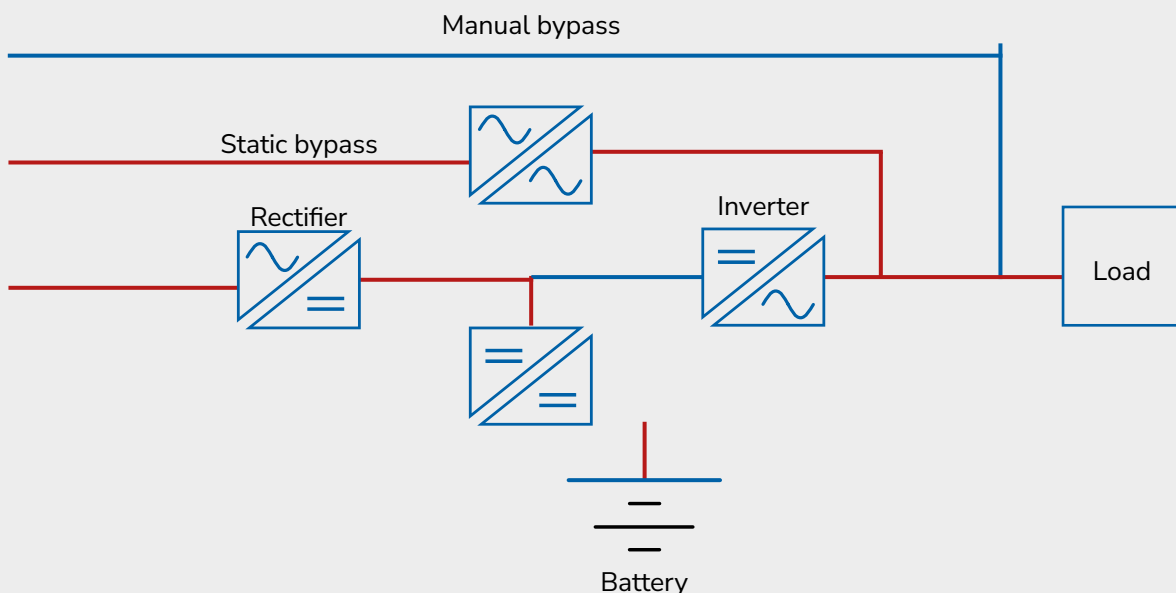 Manual bypass
Static bypass
Rectifier
Inverter
Load
Battery